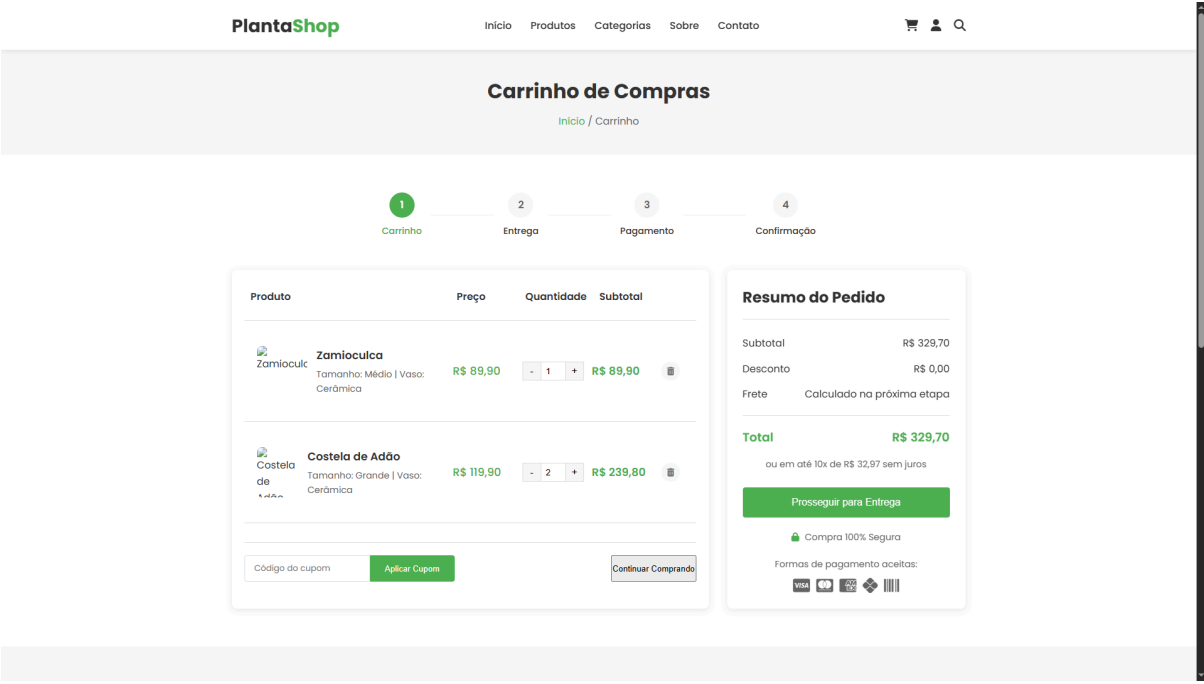 PlantaShop
Início Produtos Categorias Sobre Contato
Carrinho de Compras
Início / Carrinho
1 2 3 4
Carrinho Entrega Pagamento Confirmação
Produto Preço Quantidade Subtotal
Zamioculc
Zamioculca
Tamanho: Médio | Vaso:
Cerâmica
R$ 89,90 - 1 + R$ 89,90
Costela
de
Adão
Costela de Adão
Tamanho: Grande | Vaso:
Cerâmica
R$ 119,90 - 2 + R$ 239,80
Código do cupom Aplicar Cupom Continuar Comprando
Resumo do Pedido
Subtotal R$ 329,70
Desconto R$ 0,00
Frete Calculado na próxima etapa
Total R$ 329,70
ou em até 10x de R$ 32,97 sem juros
Prosseguir para Entrega
Compra 100% Segura
Formas de pagamento aceitas:
VISA